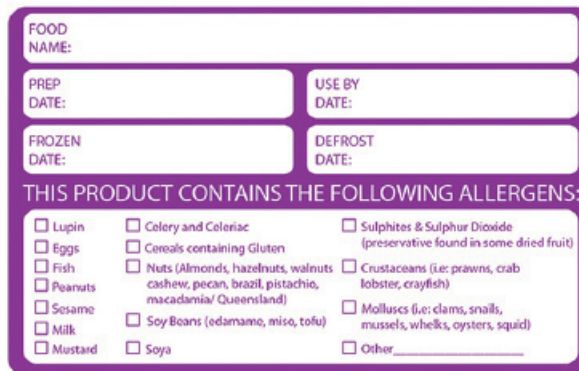 FOOD
NAME:
PREP
DATE:
USE BY
DATE:
FROZEN
DATE:
DEFROST
DATE:
THIS PRODUCT CONTAINS THE FOLLOWING ALLERGENS:
Lupin
Eggs
Fish
Peanuts
Sesame
Milk
Mustard
Celery and Celeriac
Cereals containing Gluten
Nuts (Almonds, hazelnuts, walnuts
cashew, pecan, brazil, pistachio,
macadamia/ Queensland)
Soy Beans (edamame, miso, tofu)
Soya
Sulphites & Sulphur Dioxide
(preservative found in some dried fruit)
Crustaceans (i.e: prawns, crab
lobster, crayfish)
Molluscs (i.e: clams, snails,
mussels, whelks, oysters, squid)
Other____________________